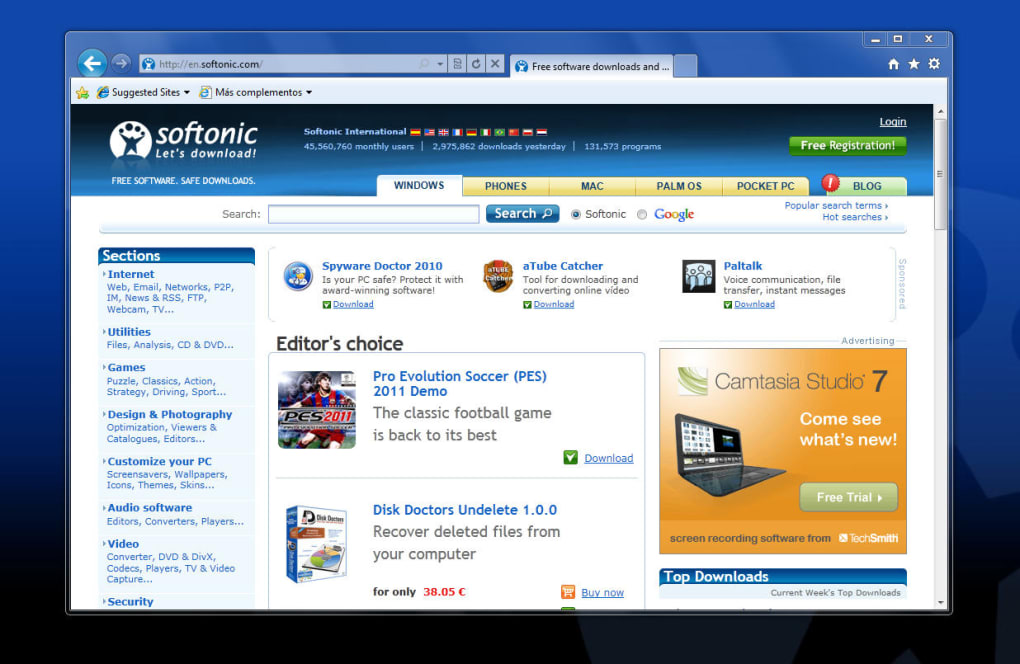 http://en.softonic.com/
Free software downloads and ...
Suggested Sites
Más complementos
softonic
Let's download!
FREE SOFTWARE. SAFE DOWNLOADS.
Softonic International
45,560,760 monthly users | 2,975,862 downloads yesterday | 131,573 programs
Login
Free Registration!
WINDOWS PHONES MAC PALM OS POCKET PC BLOG
Search:
Search
Softonic
Google
Popular search terms
Hot searches
Sections
Internet
Web, Email, Networks, P2P,
IM, News & RSS, FTP,
Webcam, TV...
Utilities
Files, Analysis, CD & DVD...
Games
Puzzle, Classics, Action,
Strategy, Driving, Sport...
Design & Photography
Optimization, Viewers &
Catalogues, Editors...
Customize your PC
Screensavers, Wallpapers,
Icons, Themes, Skins...
Audio software
Editors, Converters, Players...
Video
Converter, DVD & DivX,
Codecs, Players, TV & Video
Capture...
Security
Spyware Doctor 2010
Is your PC safe? Protect it with
award-winning software!
Download
aTUBE
Catcher
aTube Catcher
Tool for downloading and
converting online video
Download
Paltalk
Voice communication, file
transfer, instant messages
Download
Sponsored
Editor's choice
PES2011
Pro Evolution Soccer (PES)
2011 Demo
The classic football game
is back to its best
Download
Disk Doctors
Disk Doctors Undelete 1.0.0
Recover deleted files from
your computer
for only 38.05 €
Buy now
Advertising
Camtasia Studio 7
Come see
what's new!
Free Trial
screen recording software from TechSmith
Top Downloads
Current Week's Top Downloads